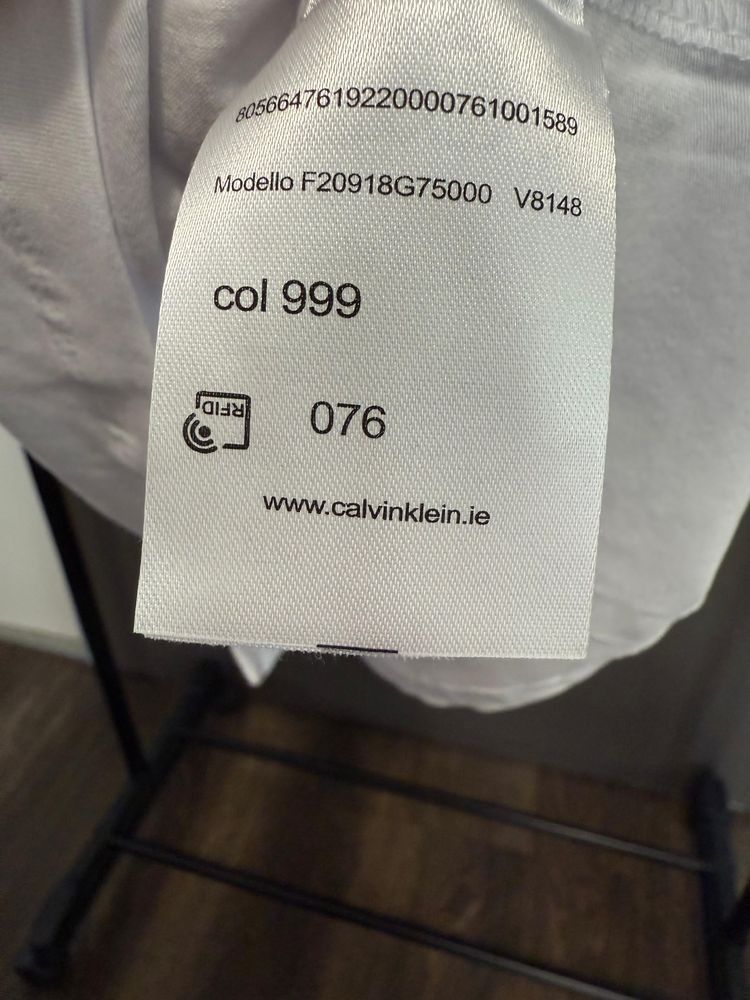 8056647619220000761001589
Modello F20918G75000 V8148
col 999
RFID
076
www.calvinklein.ie